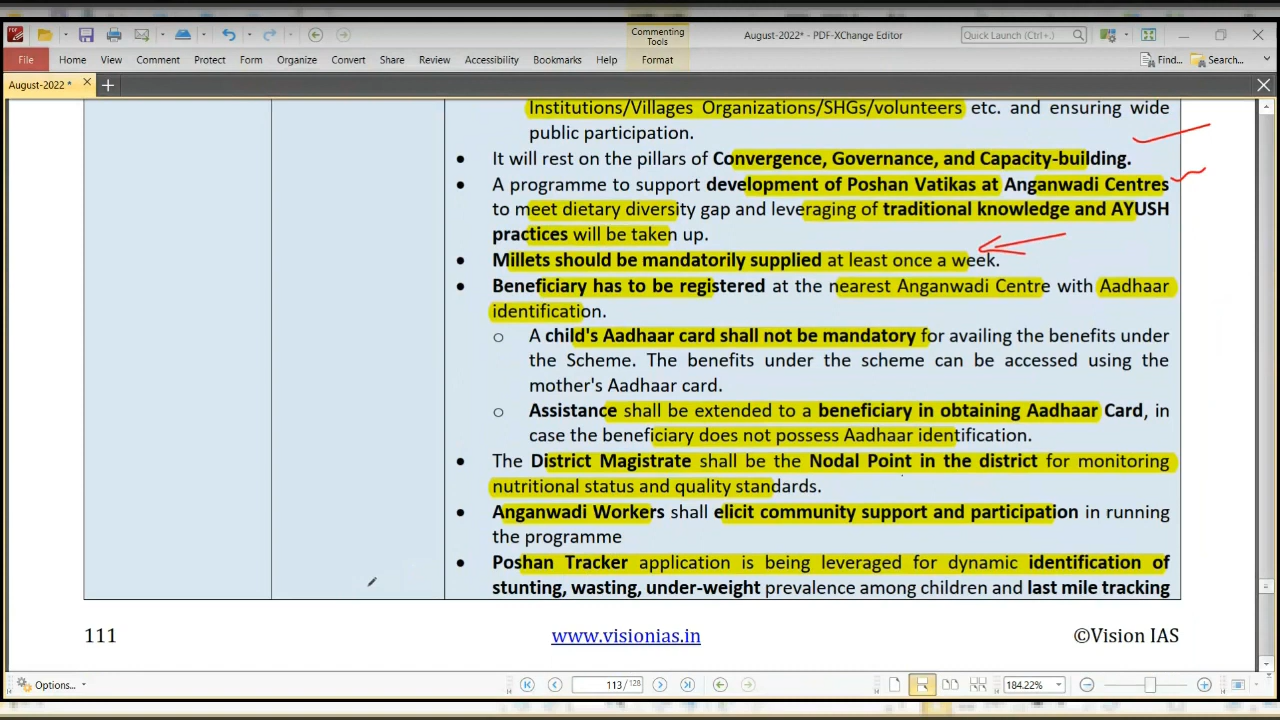 Commenting
Tools
August-2022* - PDF-XChange Editor
Quick Launch (Ctrl+.)
File Home View Comment Protect Form Organize Convert Share Review Accessibility Bookmarks Help Format
Find... Search...
August-2022 *
Institutions/Villages Organizations/SHGs/volunteers etc. and ensuring wide
public participation.
• It will rest on the pillars of Convergence, Governance, and Capacity-building.
• A programme to support development of Poshan Vatikas at Anganwadi Centres
to meet dietary diversity gap and leveraging of traditional knowledge and AYUSH
practices will be taken up.
• Millets should be mandatorily supplied at least once a week.
• Beneficiary has to be registered at the nearest Anganwadi Centre with Aadhaar
identification.
o A child's Aadhaar card shall not be mandatory for availing the benefits under
the Scheme. The benefits under the scheme can be accessed using the
mother's Aadhaar card.
o Assistance shall be extended to a beneficiary in obtaining Aadhaar Card, in
case the beneficiary does not possess Aadhaar identification.
• The District Magistrate shall be the Nodal Point in the district for monitoring
nutritional status and quality standards.
• Anganwadi Workers shall elicit community support and participation in running
the programme
• Poshan Tracker application is being leveraged for dynamic identification of
stunting, wasting, under-weight prevalence among children and last mile tracking
111 www.visionias.in ©Vision IAS
Options... 113/128 184.22%